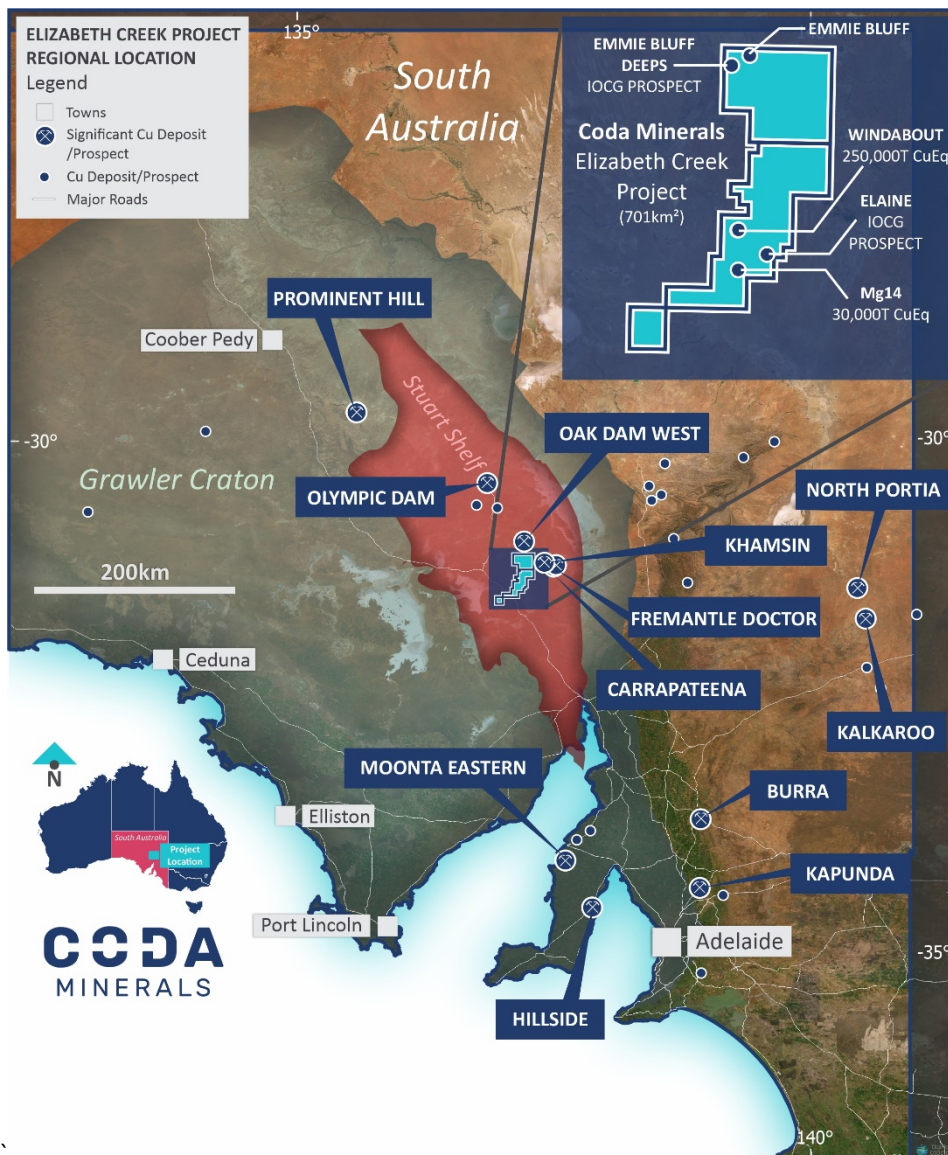 ELIZABETH CREEK PROJECT
REGIONAL LOCATION
Legend
Towns
Significant Cu Deposit
/Prospect
Cu Deposit/Prospect
Major Roads
135°
South
Australia
EMMIE BLUFF
EMMIE BLUFF
DEEPS
IOCG PROSPECT
Coda Minerals
Elizabeth Creek
Project
(701km²)
WINDABOUT
250,000T CuEq
ELAINE
IOCG
PROSPECT
Mg14
30,000T CuEq
PROMINENT HILL
Coober Pedy
Stuart Shelf
-30°
-30°
OAK DAM WEST
Grawler Craton
OLYMPIC DAM
NORTH PORTIA
KHAMSIN
200km
FREMANTLE DOCTOR
Ceduna
CARRAPATEENA
KALKAROO
MOONTA EASTERN
N
BURRA
Elliston
South Australia
Project
Location
KAPUNDA
Port Lincoln
Adelaide
-35°
CODA
MINERALS
HILLSIDE
140°
`